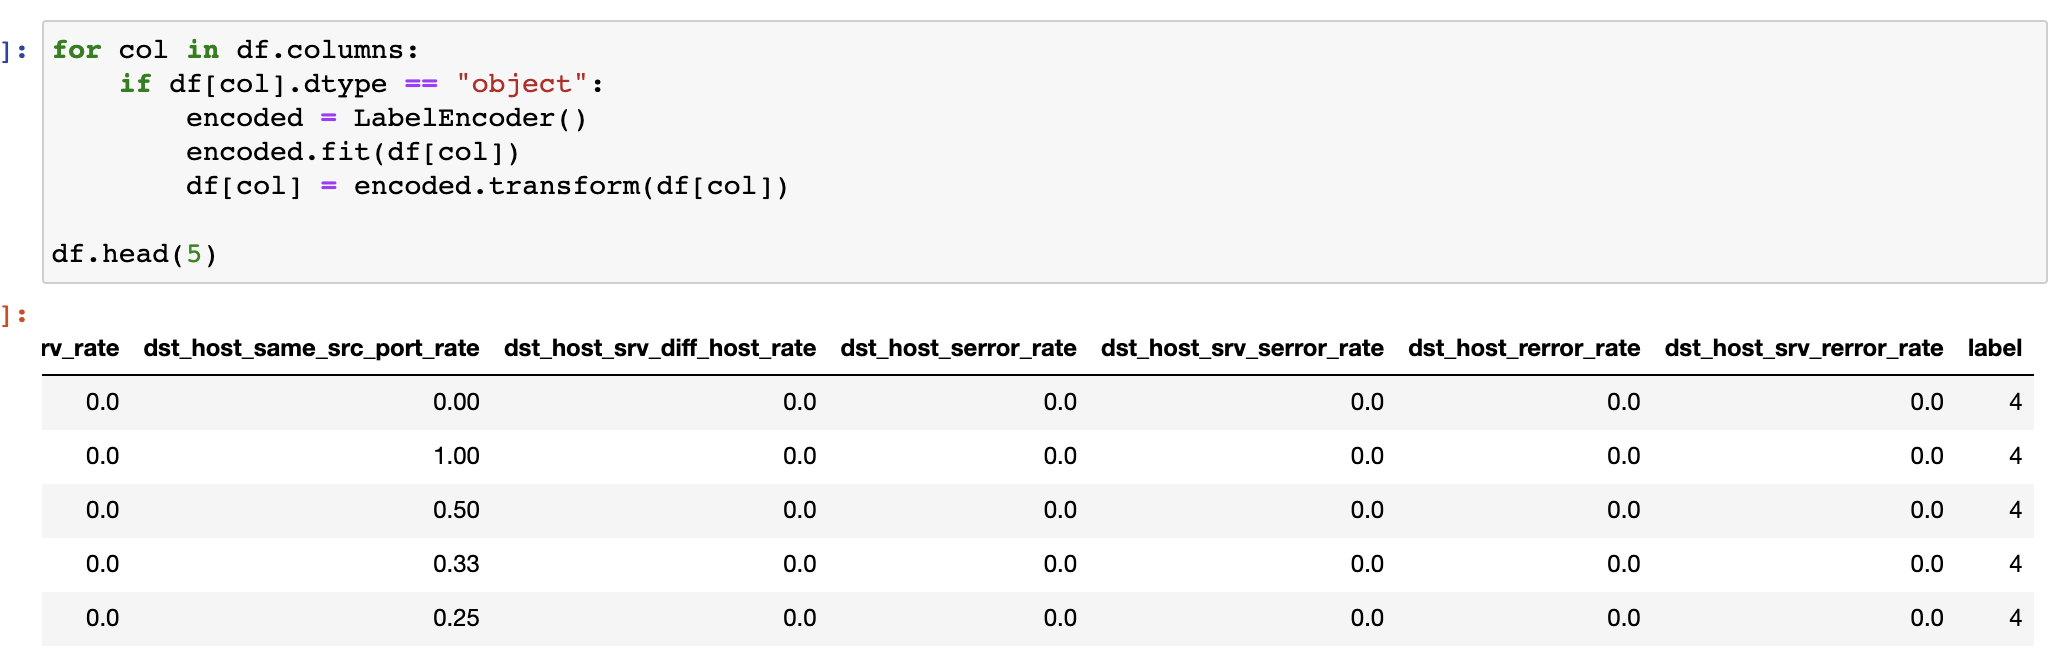 ]: for col in df.columns:
if df[col].dtype == "object":
encoded = LabelEncoder()
encoded.fit(df[col])
df[col] = encoded.transform(df[col])
df.head(5)
]:
rv_rate dst_host_same_src_port_rate dst_host_srv_diff_host_rate dst_host_serror_rate dst_host_srv_serror_rate dst_host_rerror_rate dst_host_srv_rerror_rate label
0.0 0.00 0.0 0.0 0.0 0.0 0.0 4
0.0 1.00 0.0 0.0 0.0 0.0 0.0 4
0.0 0.50 0.0 0.0 0.0 0.0 0.0 4
0.0 0.33 0.0 0.0 0.0 0.0 0.0 4
0.0 0.25 0.0 0.0 0.0 0.0 0.0 4